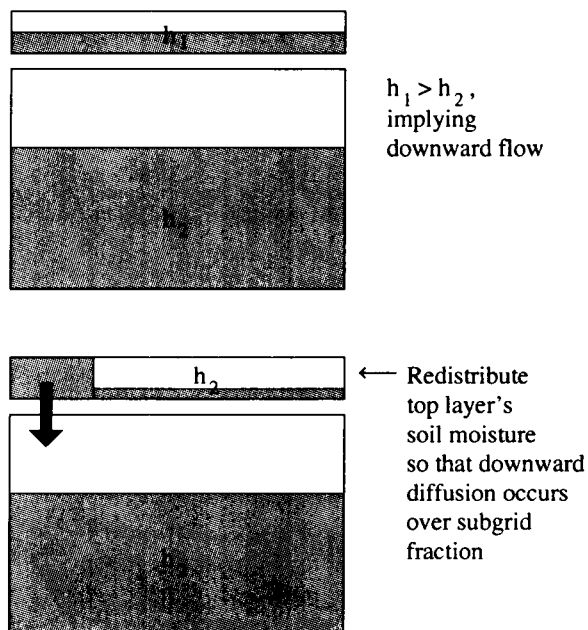 h₁
h₂
h₁ > h₂ ,
implying
downward flow
h₂
← Redistribute
top layer's
soil moisture
so that downward
diffusion occurs
over subgrid
fraction